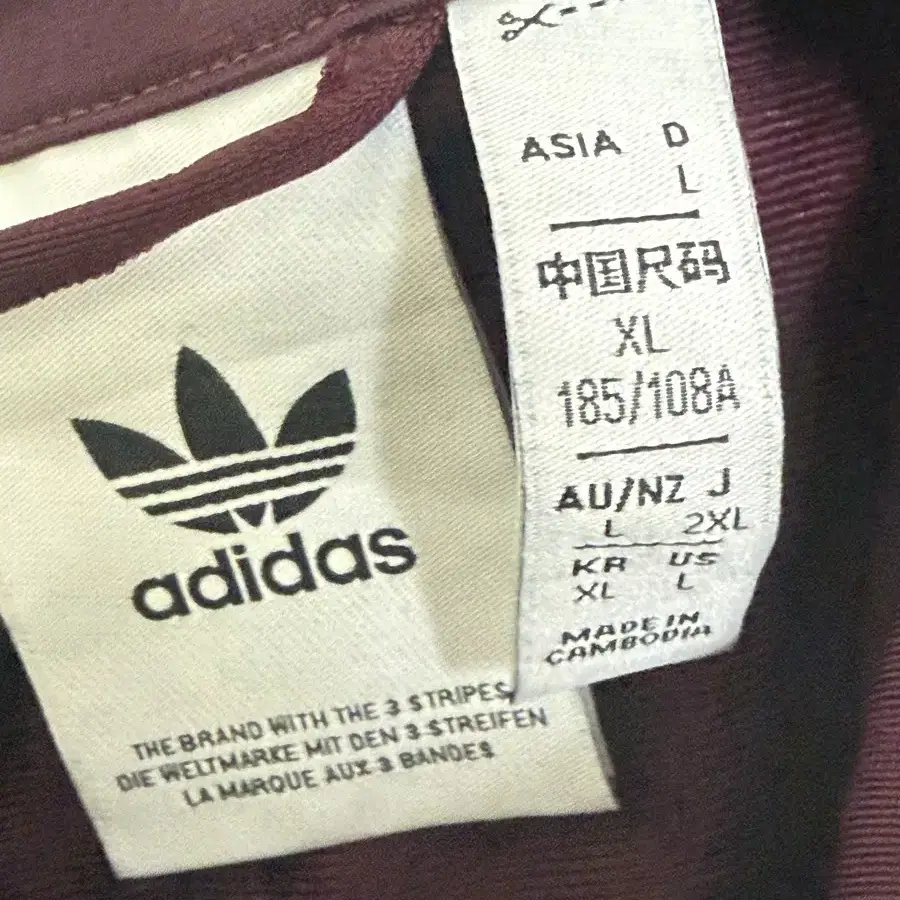 adidas
THE BRAND WITH THE 3 STRIPES
DIE WELTMARKE MIT DEN 3 STREIFEN
LA MARQUE AUX 3 BANDES
ASIA D
L
中国尺码
XL
185/108A
AU/NZ J
L 2XL
KR US
XL L
MADE IN
CAMBODIA